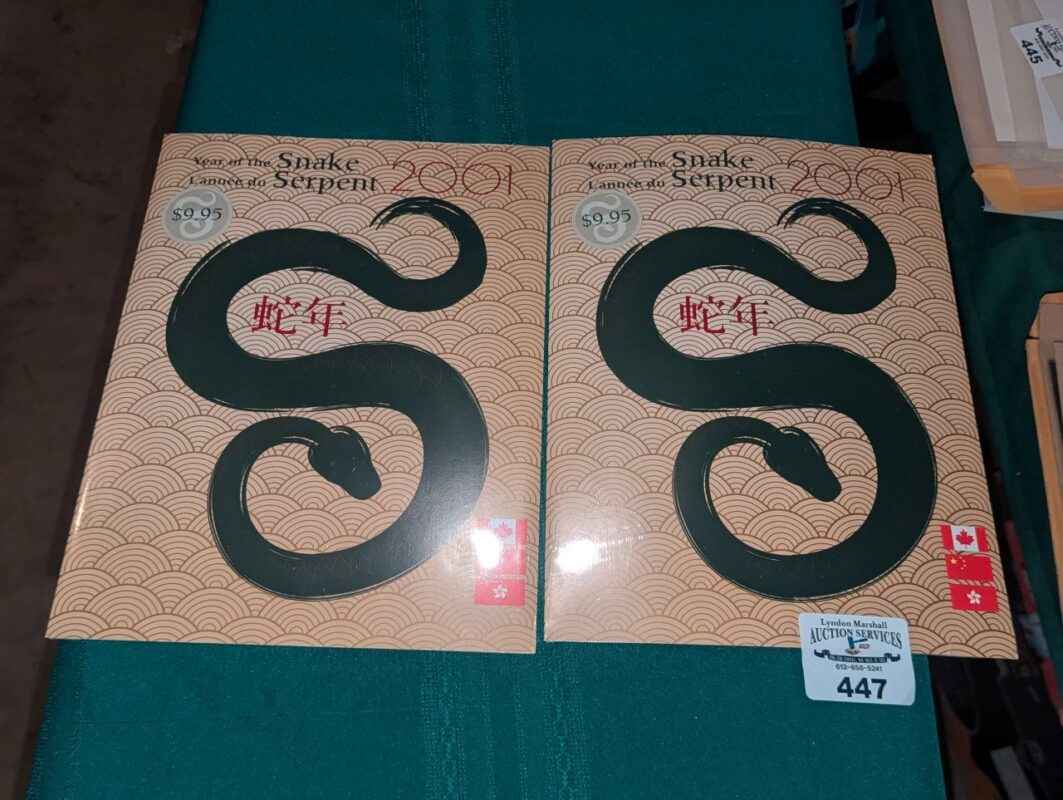 Year of the Snake
L'année du Serpent
2001
$9.95
蛇年
Year of the Snake
L'année du Serpent
2001
$9.95
蛇年
Lyndon Marshall
AUCTION SERVICES
447
445